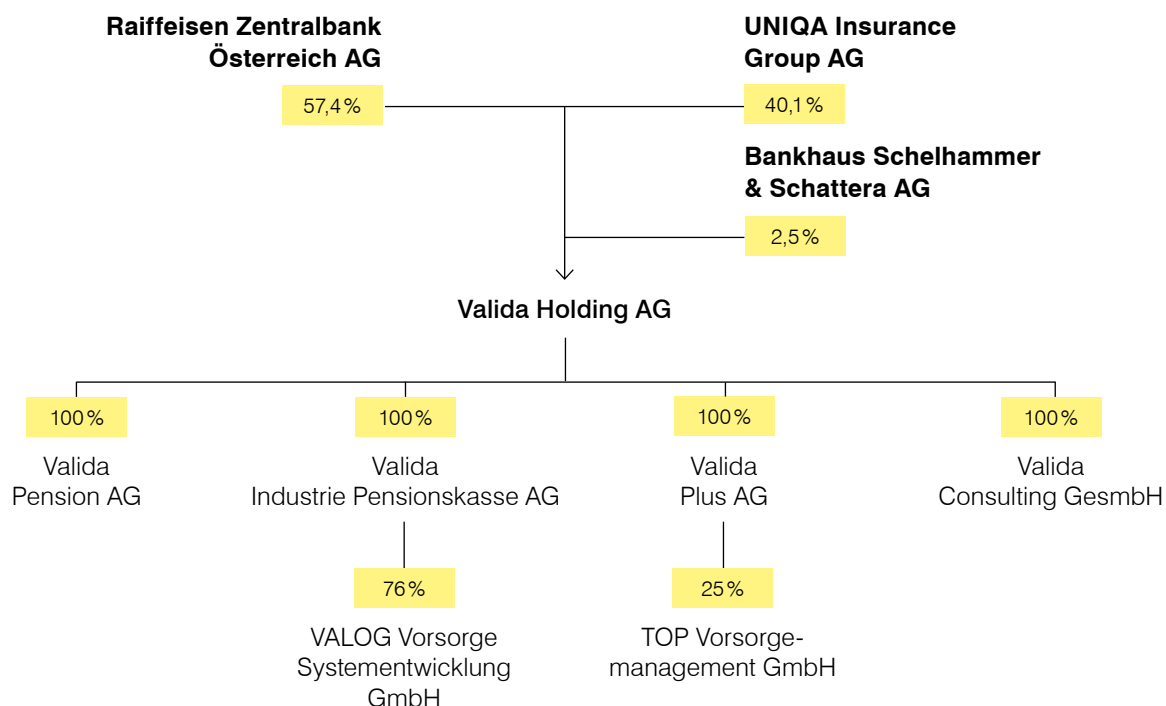 Raiffeisen Zentralbank
Österreich AG
57,4 %
UNIQA Insurance
Group AG
40,1 %
Bankhaus Schelhammer
& Schattera AG
2,5 %
Valida Holding AG
100 %
Valida
Pension AG
100 %
Valida
Industrie Pensionskasse AG
100 %
Valida
Plus AG
100 %
Valida
Consulting GesmbH
76 %
VALOG Vorsorge
Systementwicklung
GmbH
25 %
TOP Vorsorge-
management GmbH